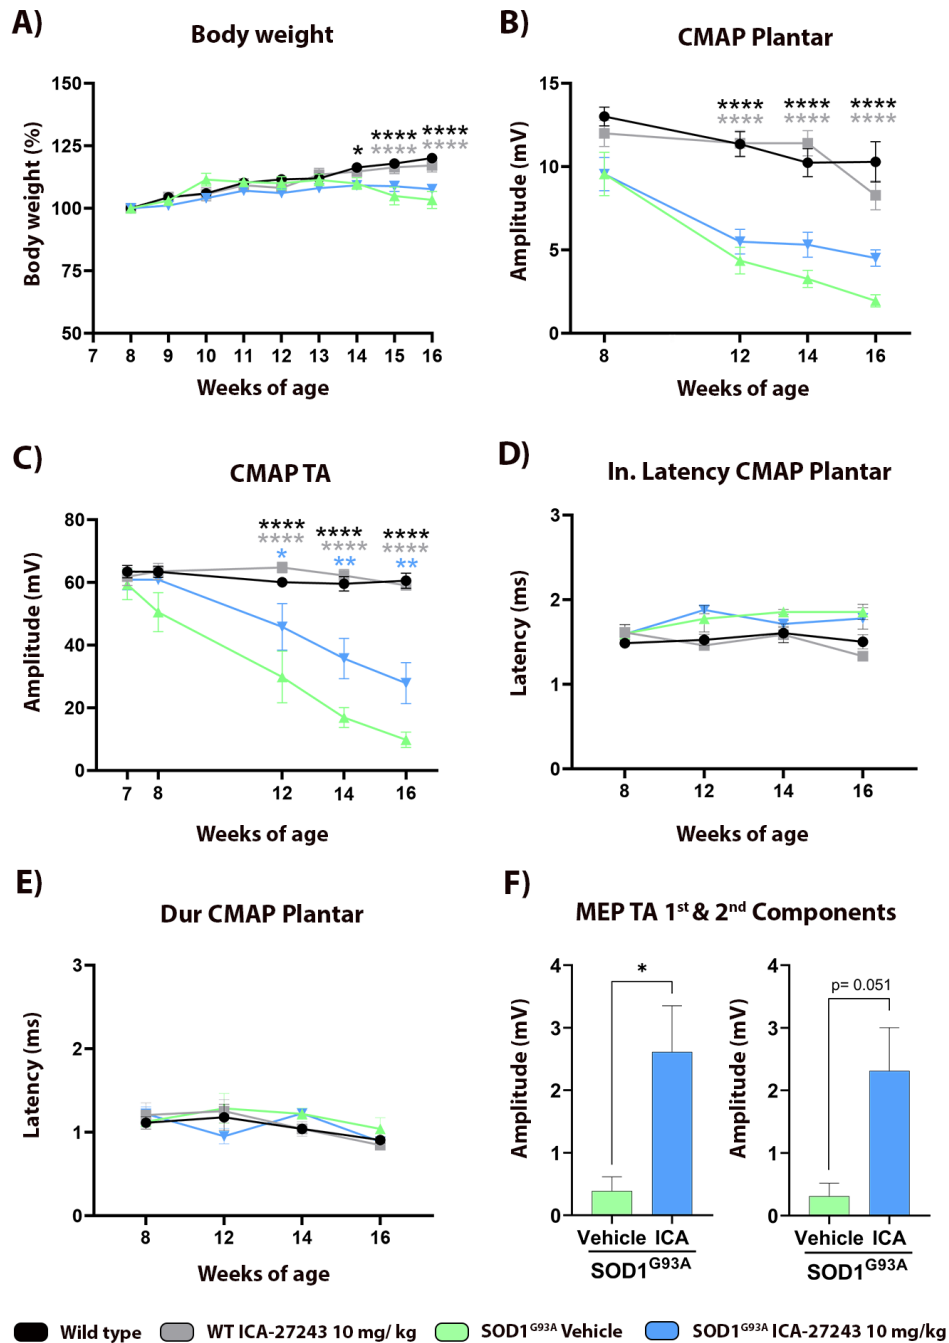 A)
Body weight
Body weight (%)
150
125
100
75
50
7 8 9 10 11 12 13 14 15 16
* **** ****
**** ****
Weeks of age
B)
CMAP Plantar
Amplitude (mV)
15
10
5
0
8 12 14 16
**** **** ****
**** **** ****
Weeks of age
C)
CMAP TA
Amplitude (mV)
80
60
40
20
0
7 8 12 14 16
**** **** ****
**** **** ****
* ** **
Weeks of age
D)
In. Latency CMAP Plantar
Latency (ms)
3
2
1
0
8 12 14 16
Weeks of age
E)
Dur CMAP Plantar
Latency (ms)
3
2
1
0
8 12 14 16
Weeks of age
F)
MEP TA 1st & 2nd Components
Amplitude (mV)
4
3
2
1
0
*
Vehicle ICA
SOD1G93A
Amplitude (mV)
4
3
2
1
0
p= 0.051
Vehicle ICA
SOD1G93A
Wild type WT ICA-27243 10 mg/ kg SOD1G93A Vehicle SOD1G93A ICA-27243 10 mg/kg